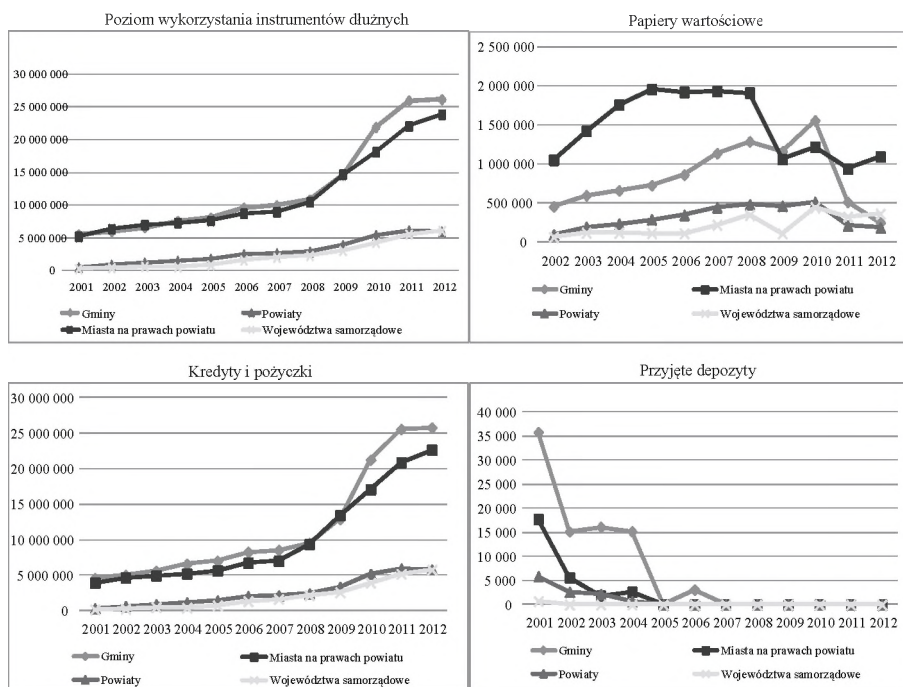 Poziom wykorzystania instrumentów dłużnych
30 000 000
25 000 000
20 000 000
15 000 000
10 000 000
5 000 000
0
2001 2002 2003 2004 2005 2006 2007 2008 2009 2010 2011 2012
Gminy Powiaty
Miasta na prawach powiatu Województwa samorządowe
Papiery wartościowe
2 500 000
2 000 000
1 500 000
1 000 000
500 000
0
2002 2003 2004 2005 2006 2007 2008 2009 2010 2011 2012
Gminy Miasta na prawach powiatu
Powiaty Województwa samorządowe
Kredyty i pożyczki
30 000 000
25 000 000
20 000 000
15 000 000
10 000 000
5 000 000
0
2001 2002 2003 2004 2005 2006 2007 2008 2009 2010 2011 2012
Gminy Miasta na prawach powiatu
Powiaty Województwa samorządowe
Przyjęte depozyty
40 000
35 000
30 000
25 000
20 000
15 000
10 000
5 000
0
2001 2002 2003 2004 2005 2006 2007 2008 2009 2010 2011 2012
Gminy Miasta na prawach powiatu
Powiaty Województwa samorządowe